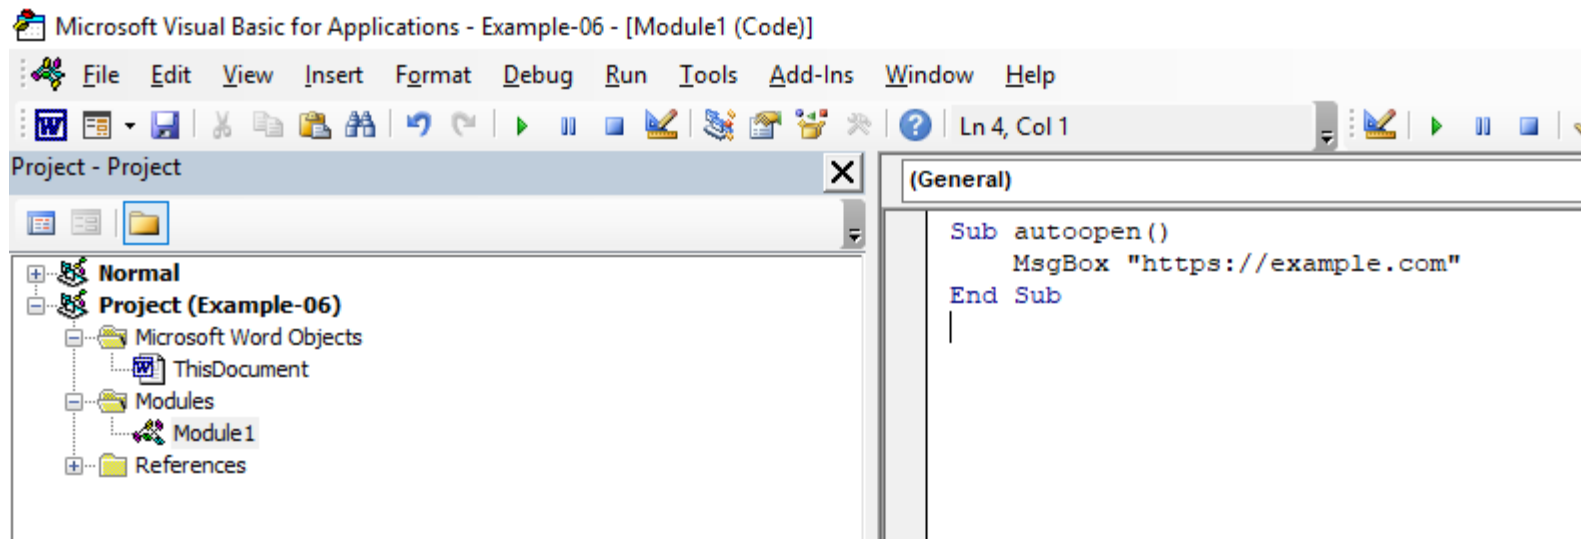 Microsoft Visual Basic for Applications - Example-06 - [Module1 (Code)]
File Edit View Insert Format Debug Run Tools Add-Ins Window Help
W Ln 4, Col 1
Project - Project
(General)
Normal
Project (Example-06)
Microsoft Word Objects
ThisDocument
Modules
Module1
References
Sub autoopen()
MsgBox "https://example.com"
End Sub